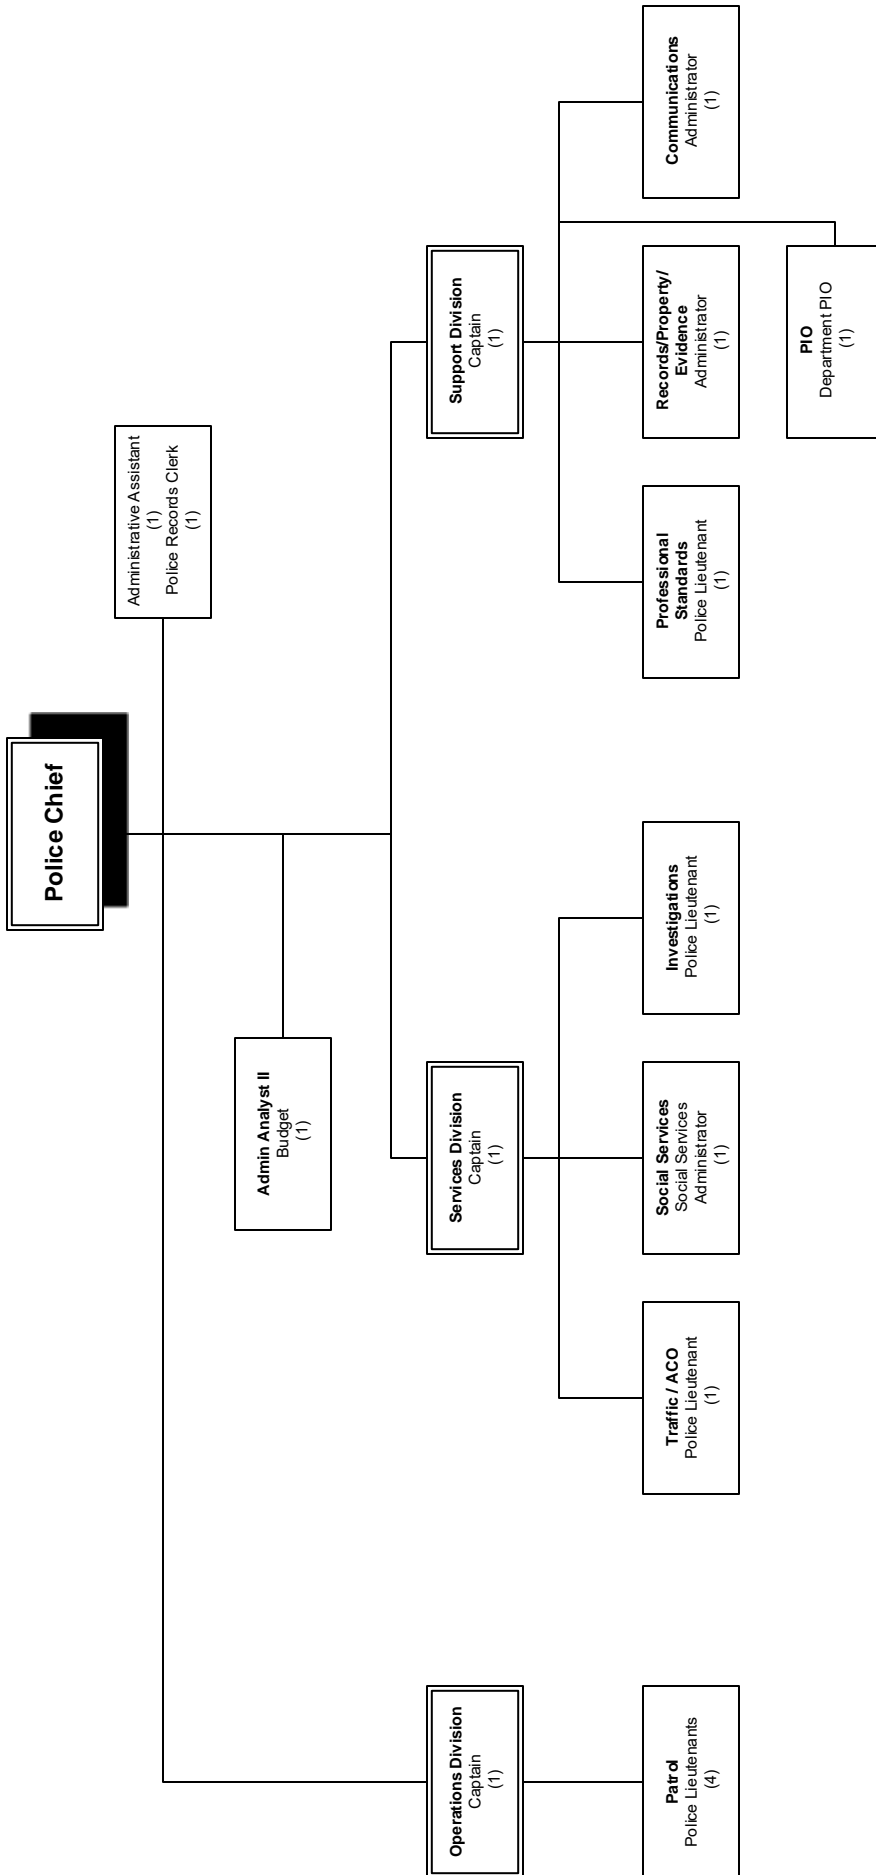 Police Chief
Administrative Assistant
(1)
Police Records Clerk
(1)
Admin Analyst II
Budget
(1)
Operations Division
Captain
(1)
Services Division
Captain
(1)
Support Division
Captain
(1)
Patrol
Police Lieutenants
(4)
Traffic / ACO
Police Lieutenant
(1)
Social Services
Social Services
Administrator
(1)
Investigations
Police Lieutenant
(1)
Professional
Standards
Police Lieutenant
(1)
Records/Property/
Evidence
Administrator
(1)
Communications
Administrator
(1)
PIO
Department PIO
(1)